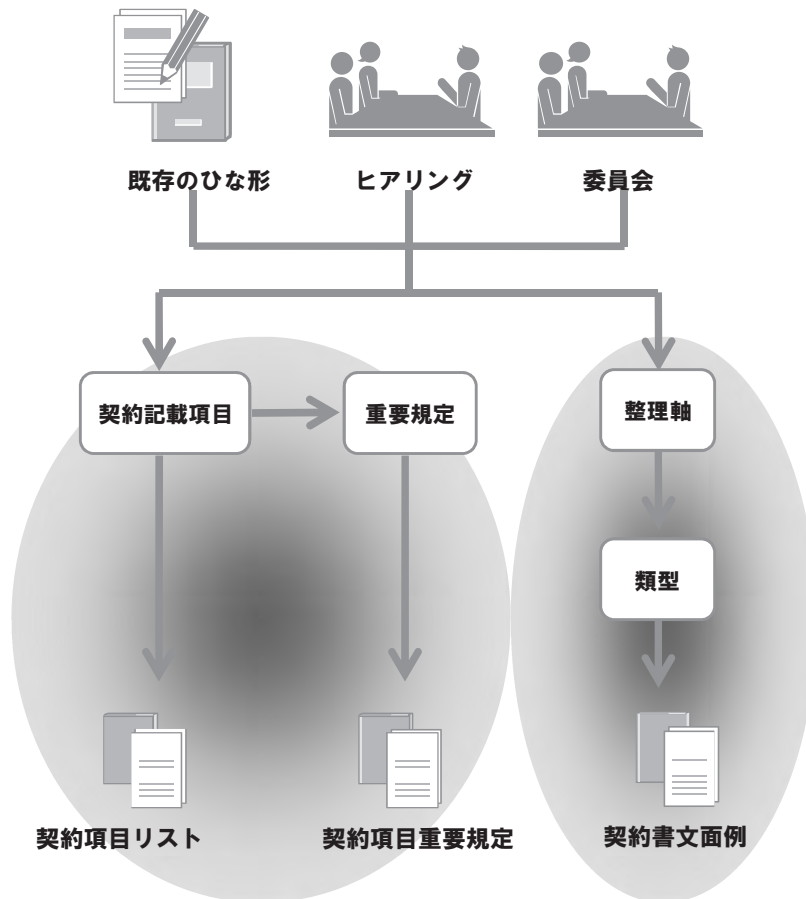 既存のひな形
ヒアリング
委員会
契約記載項目
重要規定
整理軸
類型
契約項目リスト
契約項目重要規定
契約書文面例